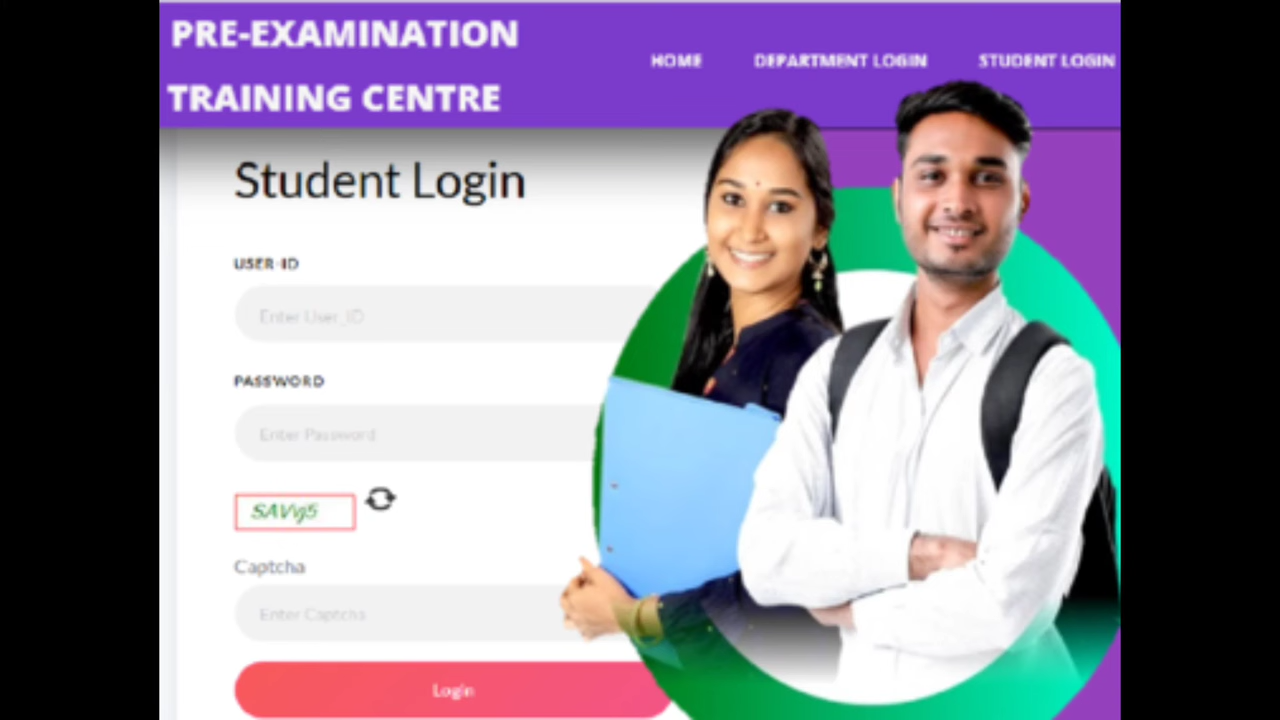 PRE-EXAMINATION
TRAINING CENTRE
HOME DEPARTMENT LOGIN STUDENT LOGIN
Student Login
USER-ID
Enter User_ID
PASSWORD
Enter Password
SAVg5
Captcha
Enter Captcha
Login